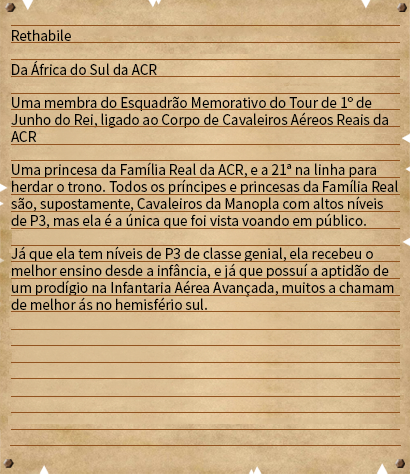 Rethabile
Da África do Sul da ACR
Uma membra do Esquadrão Memorativo do Tour de 1º de
Junho do Rei, ligado ao Corpo de Cavaleiros Aéreos Reais da
ACR
Uma princesa da Família Real da ACR, e a 21ª na linha para
herdar o trono. Todos os príncipes e princesas da Família Real
são, supostamente, Cavaleiros da Manopla com altos níveis
de P3, mas ela é a única que foi vista voando em público.
Já que ela tem níveis de P3 de classe genial, ela recebeu o
melhor ensino desde a infância, e já que possuí a aptidão de
um prodígio na Infantaria Aérea Avançada, muitos a chamam
de melhor ás no hemisfério sul.